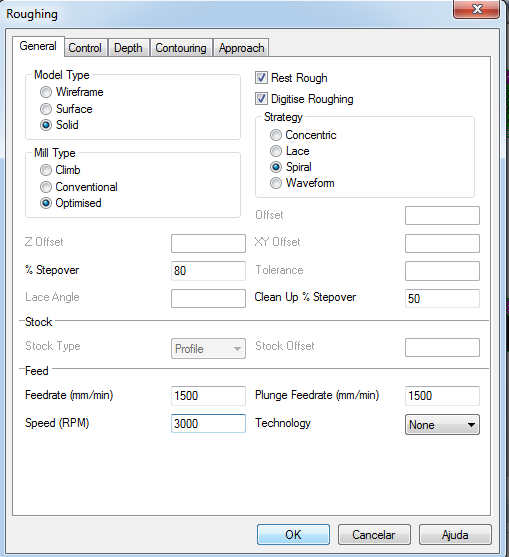 Roughing
General Control Depth Contouring Approach
Model Type
Wireframe
Surface
Solid
Rest Rough
Digitise Roughing
Mill Type
Climb
Conventional
Optimised
Strategy
Concentric
Lace
Spiral
Waveform
Offset
Z Offset XY Offset
% Stepover 80 Tolerance
Lace Angle Clean Up % Stepover 50
Stock
Stock Type Profile Stock Offset
Feed
Feedrate (mm/min) 1500 Plunge Feedrate (mm/min) 1500
Speed (RPM) 3000 Technology None
OK Cancelar Ajuda